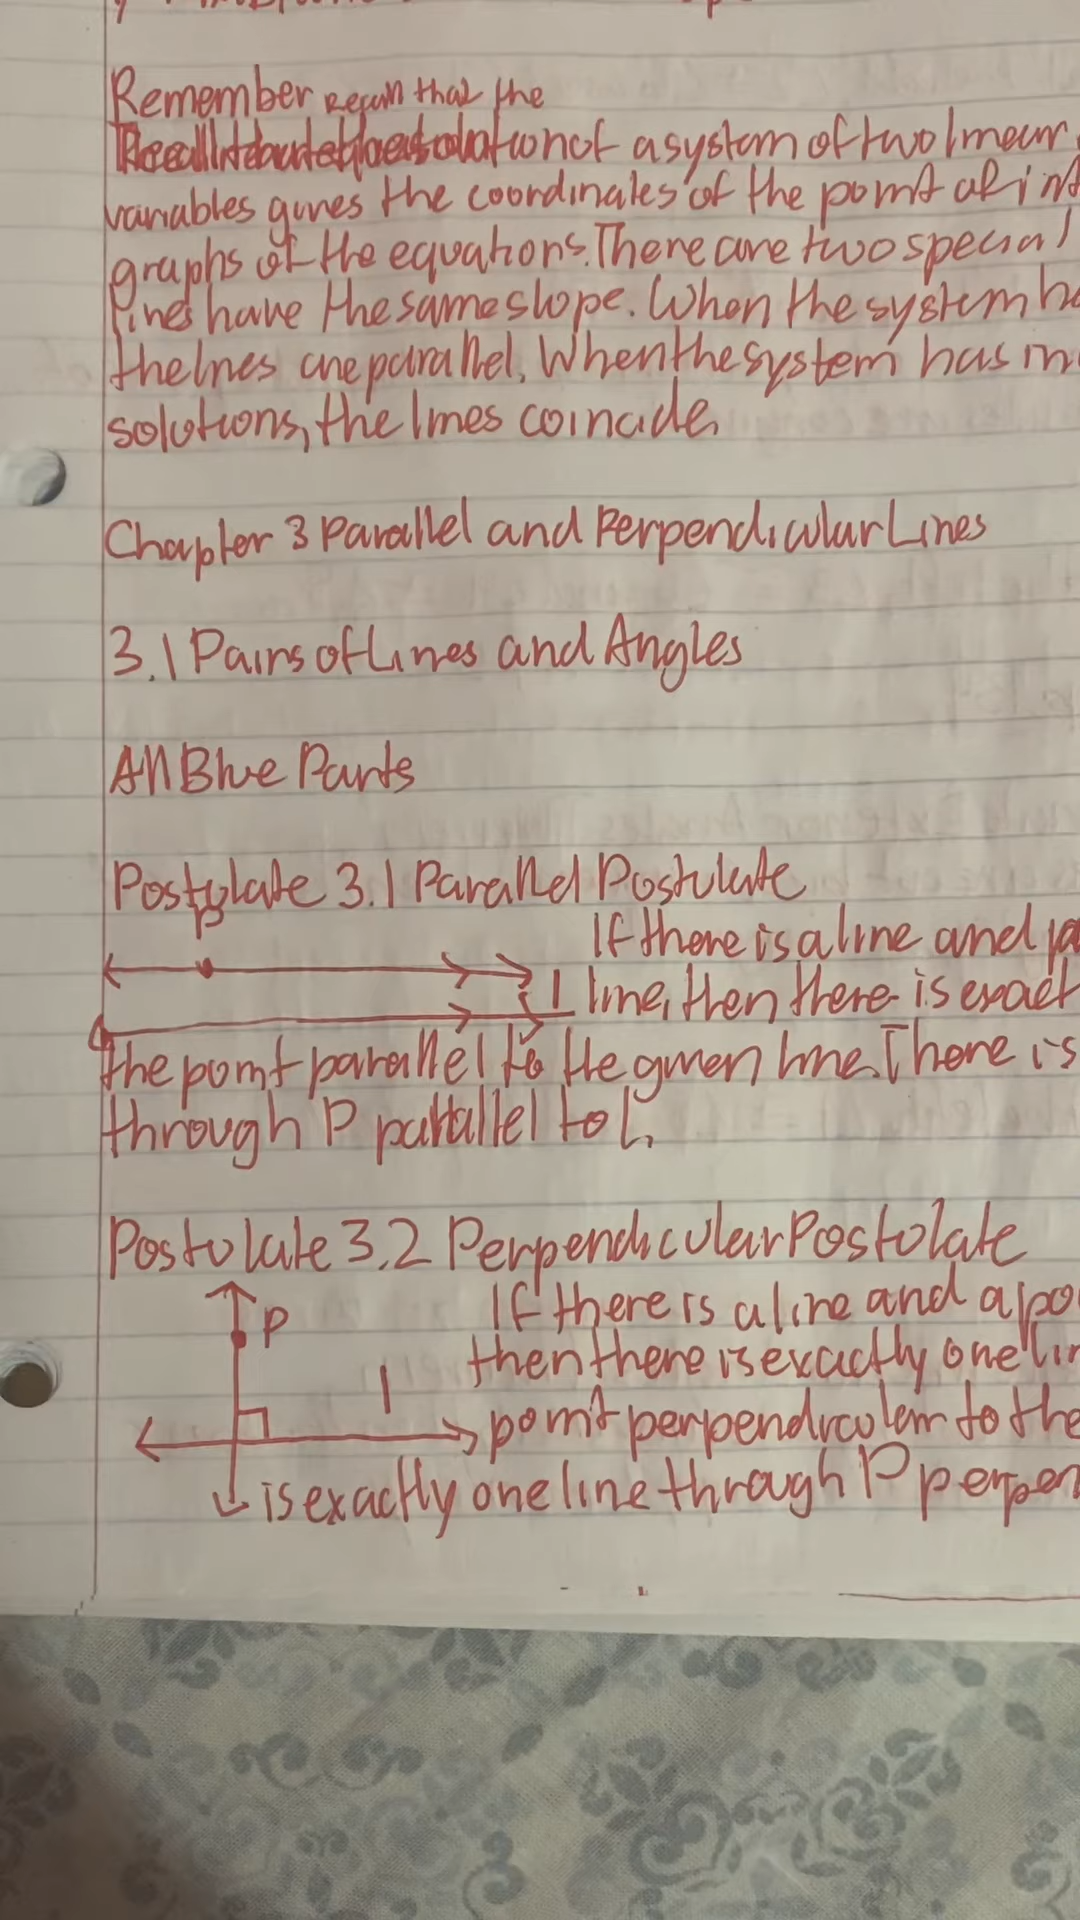 Remember Recall that the
solution of a system of two linear
variables gives the coordinates of the point of int
graphs of the equations. There are two special
lines have the same slope. When the system ha
the lines are parallel. When the system has in
solutions, the lines coincide.
Chapter 3 Parallel and Perpendicular Lines
3.1 Pairs of Lines and Angles
All Blue Parts
Postulate 3.1 Parallel Postulate
P
If there is a line and
l
line, then there is exact
the point parallel to the given line. There is
through P parallel to l.
Postulate 3.2 Perpendicular Postolate
P
If there is a line and a po
then there is exactly one lin
l
point perpendicular to the
is exactly one line through P perpen